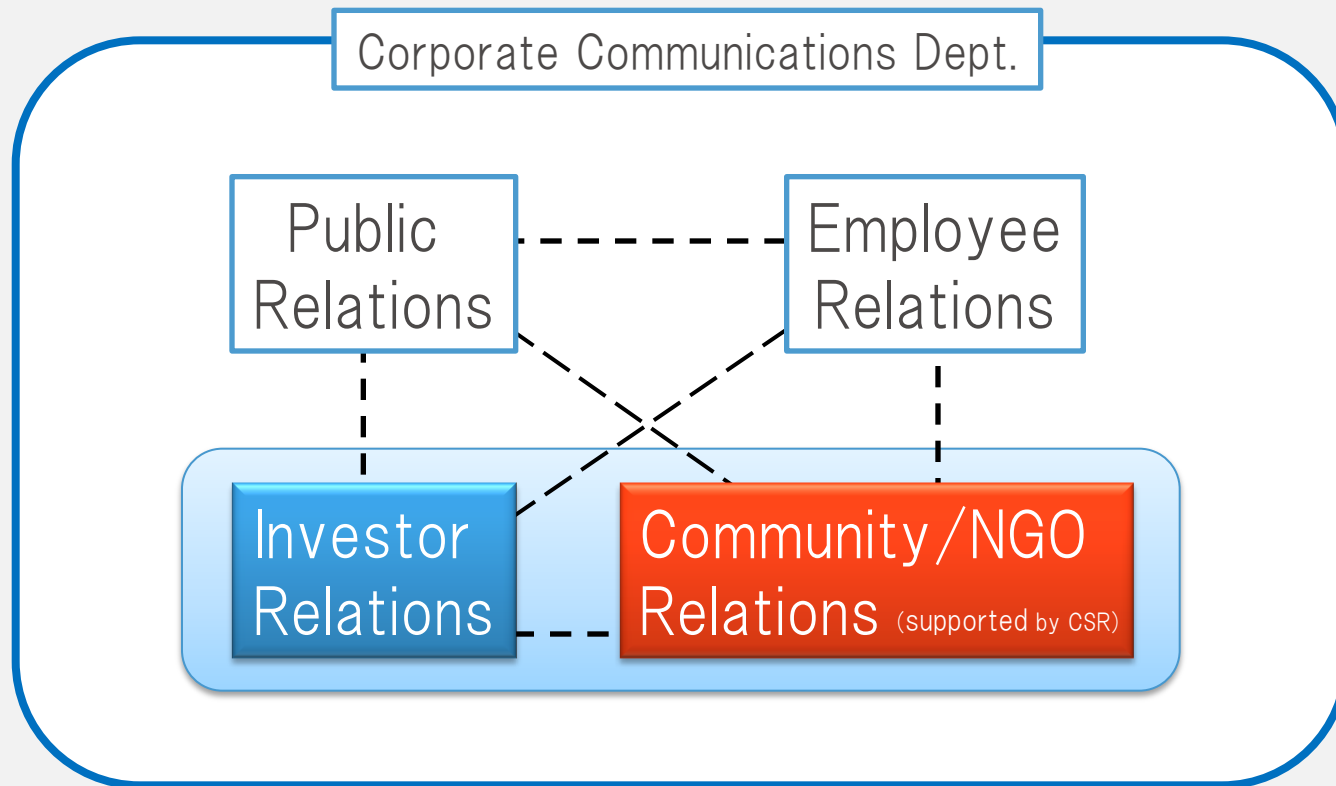 Corporate Communications Dept.
Public
Relations
Employee
Relations
Investor
Relations
Community/NGO
Relations (supported by CSR)